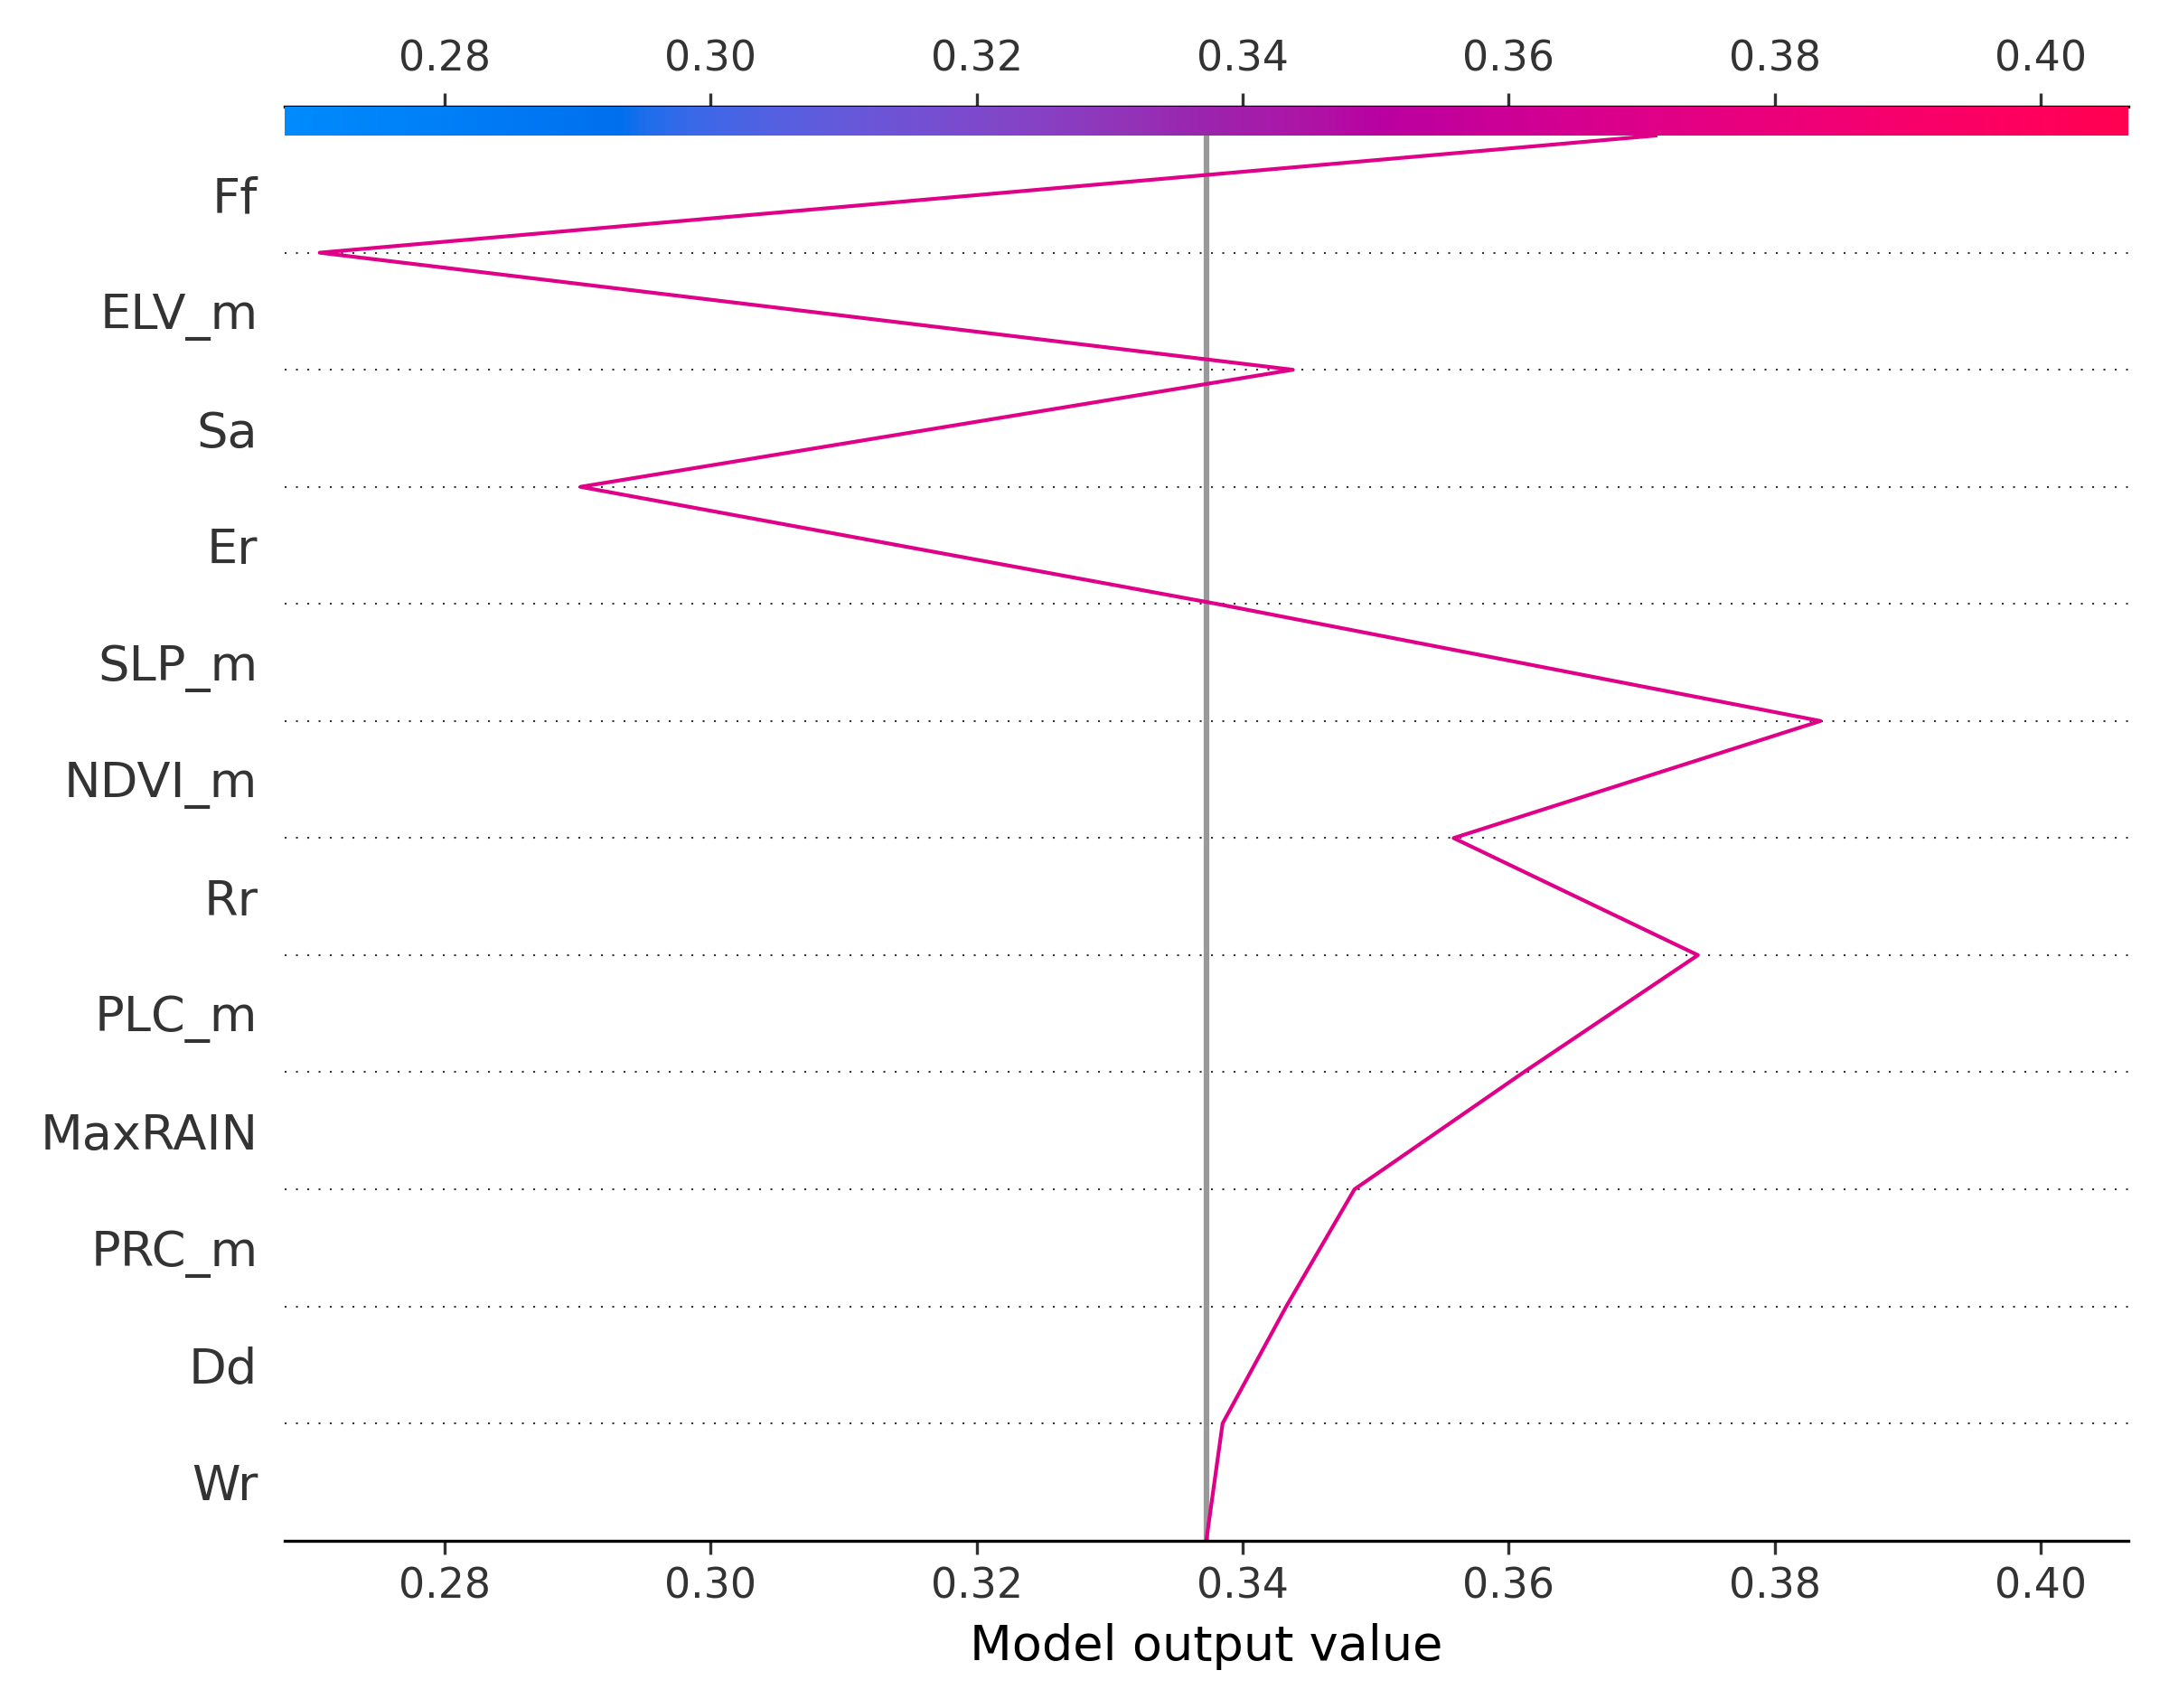 0.28 0.30 0.32 0.34 0.36 0.38 0.40
Ff
ELV_m
Sa
Er
SLP_m
NDVI_m
Rr
PLC_m
MaxRAIN
PRC_m
Dd
Wr
0.28 0.30 0.32 0.34 0.36 0.38 0.40
Model output value